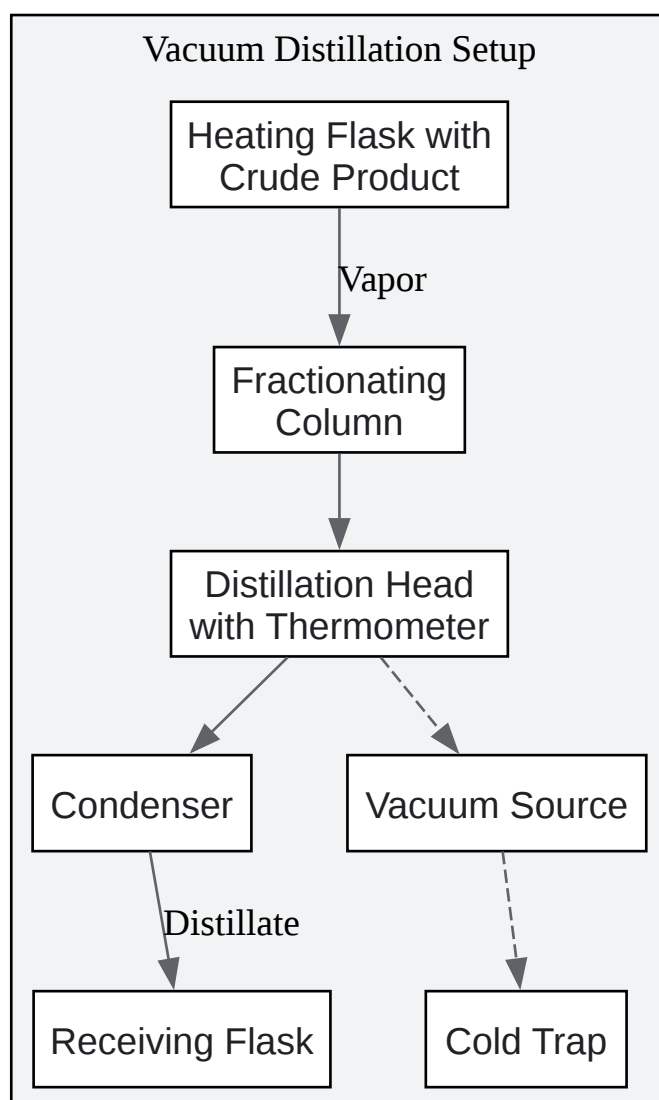 Vacuum Distillation Setup
Heating Flask with
Crude Product
Vapor
Fractionating
Column
Distillation Head
with Thermometer
Condenser
Vacuum Source
Distillate
Receiving Flask
Cold Trap